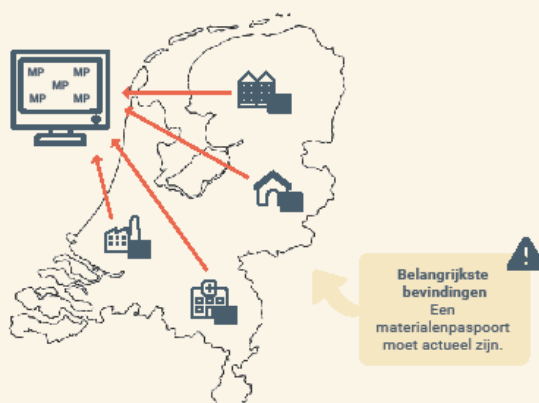 MP MP
MP
MP MP
Belangrijkste
bevindingen
Een
materialenpaspoort
moet actueel zijn.